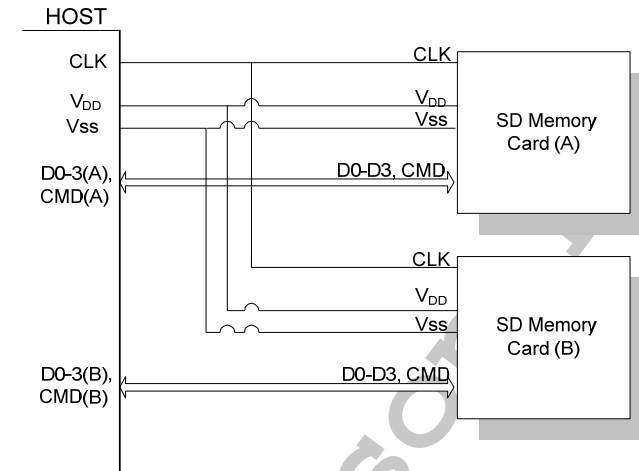 HOST
CLK
CLK
VDD
VDD
Vss
Vss
SD Memory
Card (A)
D0-3(A),
CMD(A)
D0-D3, CMD
CLK
VDD
Vss
SD Memory
Card (B)
D0-3(B),
CMD(B)
D0-D3, CMD